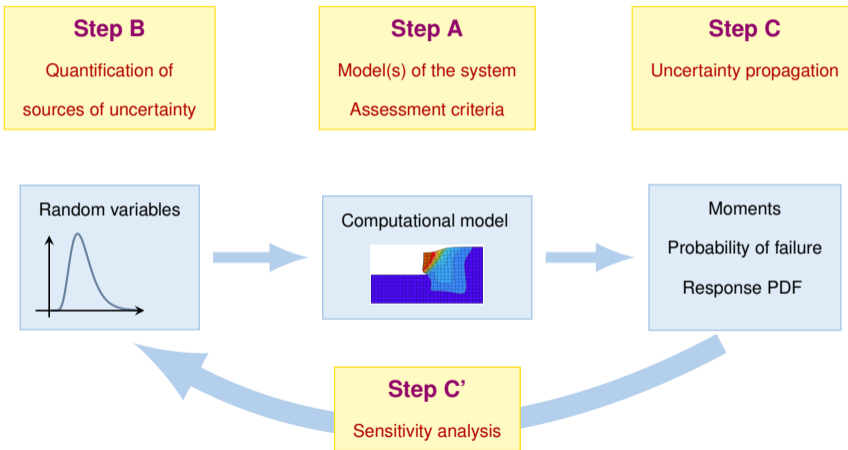 Step B
Quantification of
sources of uncertainty
Step A
Model(s) of the system
Assessment criteria
Step C
Uncertainty propagation
Random variables
Computational model
Moments
Probability of failure
Response PDF
Step C’
Sensitivity analysis